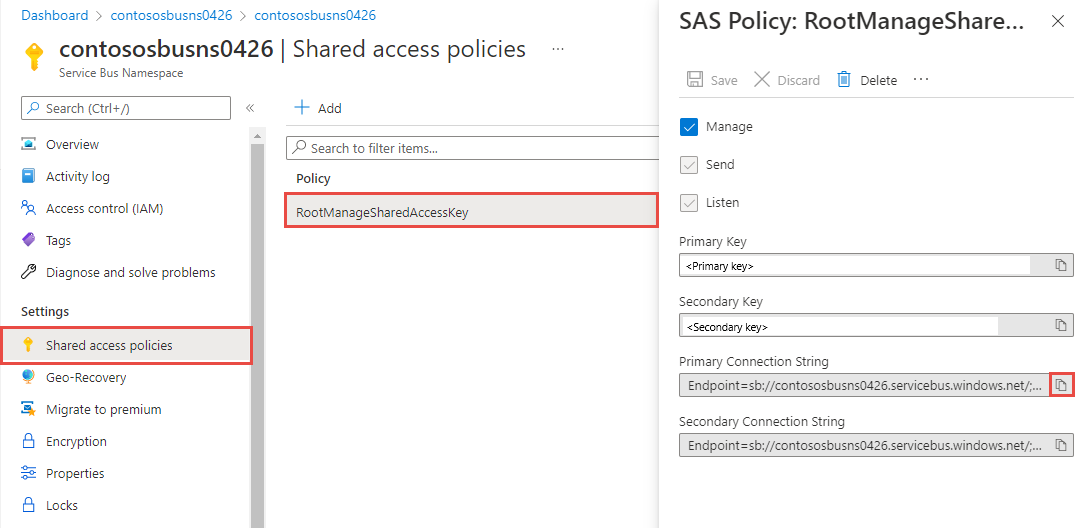 Dashboard > contososbusns0426 > contososbusns0426
contososbusns0426 | Shared access policies ...
Service Bus Namespace
Search (Ctrl+/)
«
Overview
Activity log
Access control (IAM)
Tags
Diagnose and solve problems
Settings
Shared access policies
Geo-Recovery
Migrate to premium
Encryption
Properties
Locks
+ Add
Search to filter items...
Policy
RootManageSharedAccessKey
SAS Policy: RootManageShare...
Save Discard Delete ...
Manage
Send
Listen
Primary Key
<Primary key>
Secondary Key
<Secondary key>
Primary Connection String
Endpoint=sb://contososbusns0426.servicebus.windows.net/;...
Secondary Connection String
Endpoint=sb://contososbusns0426.servicebus.windows.net/;...